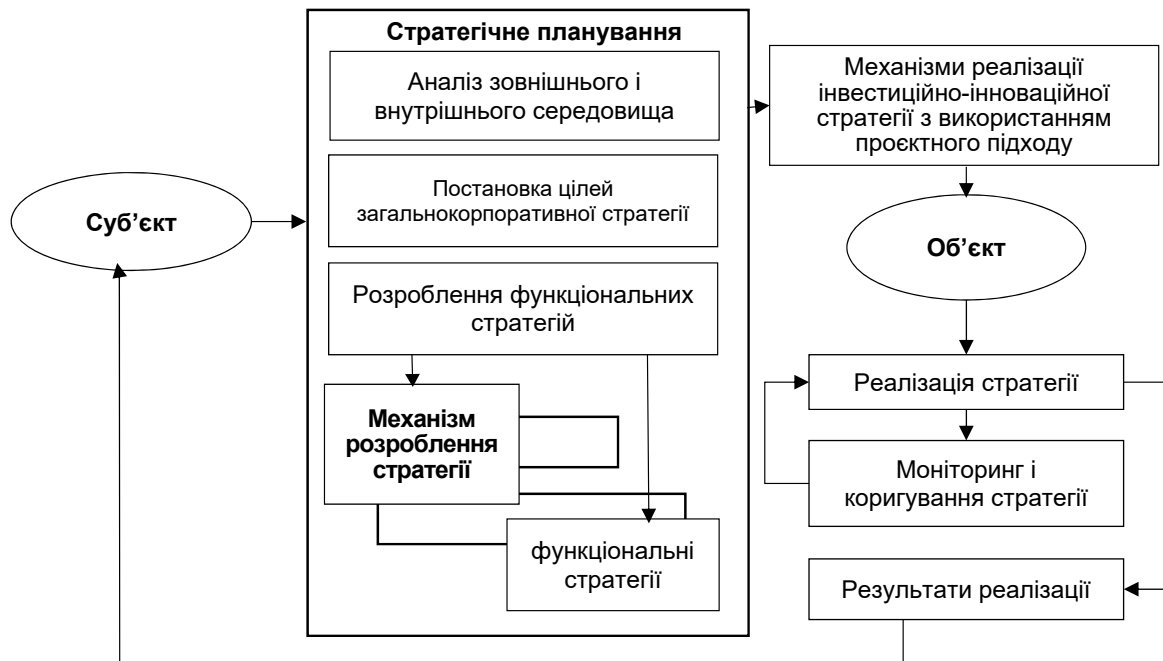 Стратегічне планування
Аналіз зовнішнього і
внутрішнього середовища
Постановка цілей
загальнокорпоративної стратегії
Розроблення функціональних
стратегій
Механізм
розроблення
стратегії
функціональні
стратегії
Суб’єкт
Механізми реалізації
інвестиційно-інноваційної
стратегії з використанням
проєктного підходу
Об’єкт
Реалізація стратегії
Моніторинг і
коригування стратегії
Результати реалізації